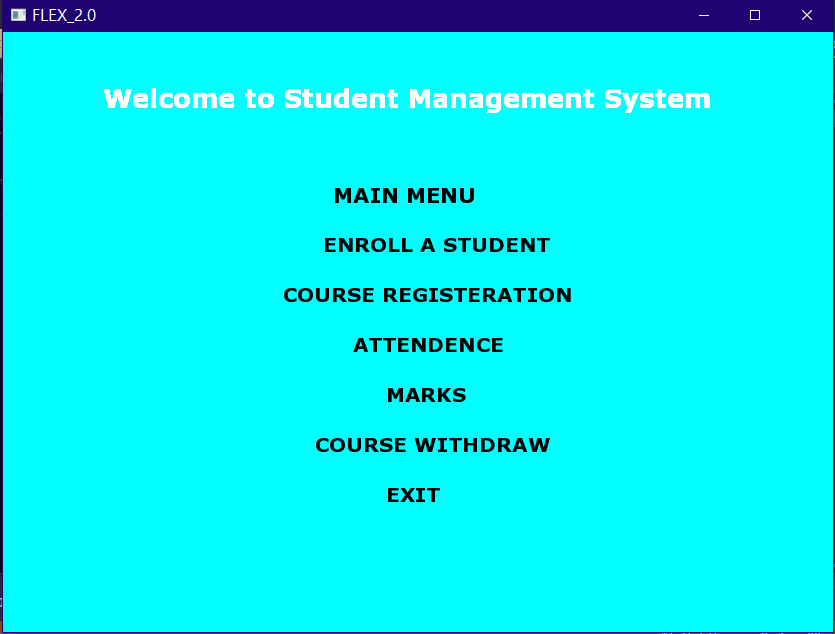 FLEX_2.0
Welcome to Student Management System
MAIN MENU
ENROLL A STUDENT
COURSE REGISTERATION
ATTENDENCE
MARKS
COURSE WITHDRAW
EXIT